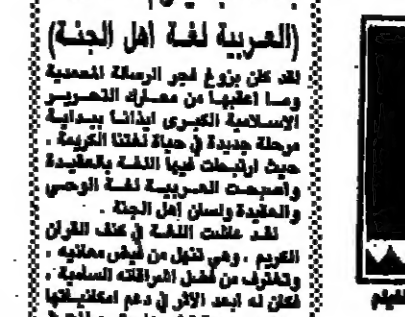 (العربية لغة أهل الجنة)
لقد كان بزوغ فجر الرسالة المحمدية
وما أعقبها من معارك التحرير
الإسلامية الكبرى ايذانا ببداية
مرحلة جديدة في حياة لغتنا الكريمة .
حيث ارتبطت فيها اللغة بالعقيدة
وأصبحت العربية لغة الوحي
والعقيدة ولسان أهل الجنة .
لقد عاشت اللغة في كنف القرآن
الكريم . وهي تنهل من فيض معانيه .
وتغترف من فضل اشراقاته السامية .
فكان له أبعد الأثر في دعم امكانياتها